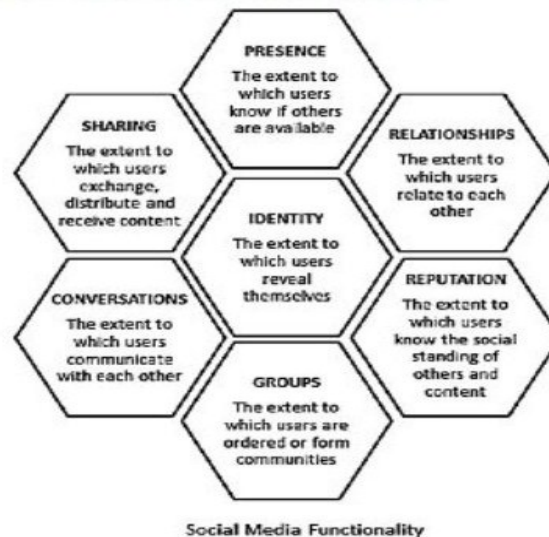 PRESENCE
The extent to
which users
know if others
are available
SHARING
The extent to
which users
exchange,
distribute and
receive content
RELATIONSHIPS
The extent to
which users
relate to each
other
IDENTITY
The extent to
which users
reveal
themselves
CONVERSATIONS
The extent to
which users
communicate
with each other
REPUTATION
The extent to
which users
know the social
standing of
others and
content
GROUPS
The extent to
which users are
ordered or form
communities
Social Media Functionality